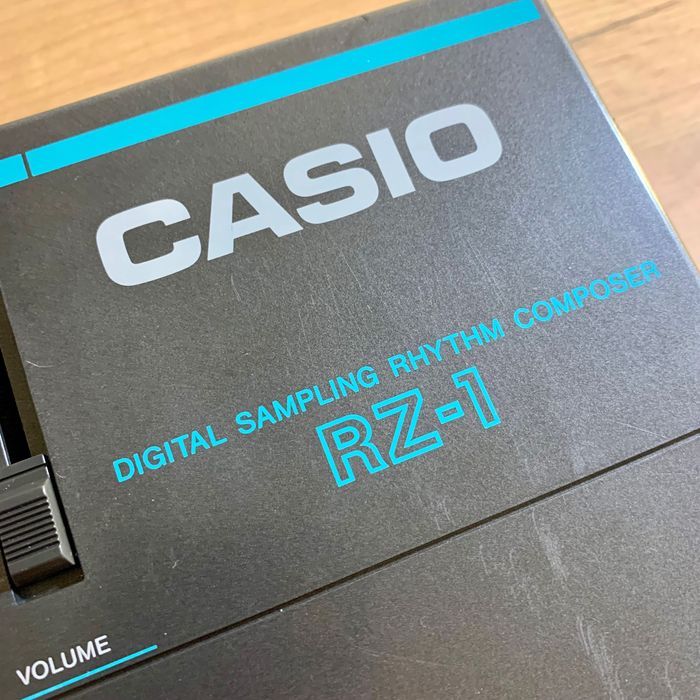 CASIO
DIGITAL SAMPLING RHYTHM COMPOSER
RZ-1
VOLUME